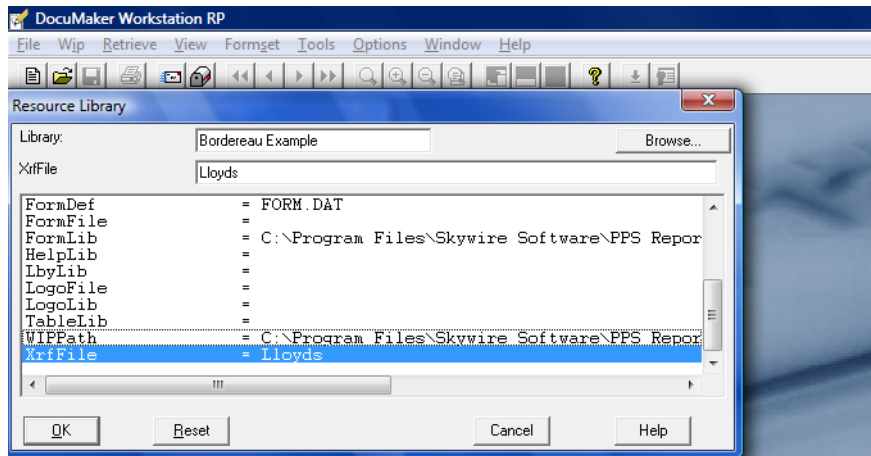 DocuMaker Workstation RP
File Wip Retrieve View Formset Tools Options Window Help
Resource Library
Library: Bordereau Example Browse...
XrfFile Lloyds
FormDef = FORM.DAT
FormFile =
FormLib = C:\Program Files\Skywire Software\PPS Repor
HelpLib =
LbyLib =
LogoFile =
LogoLib =
TableLib =
WIPPath = C:\Program Files\Skywire Software\PPS Repor
XrfFile = Lloyds
OK Reset Cancel Help